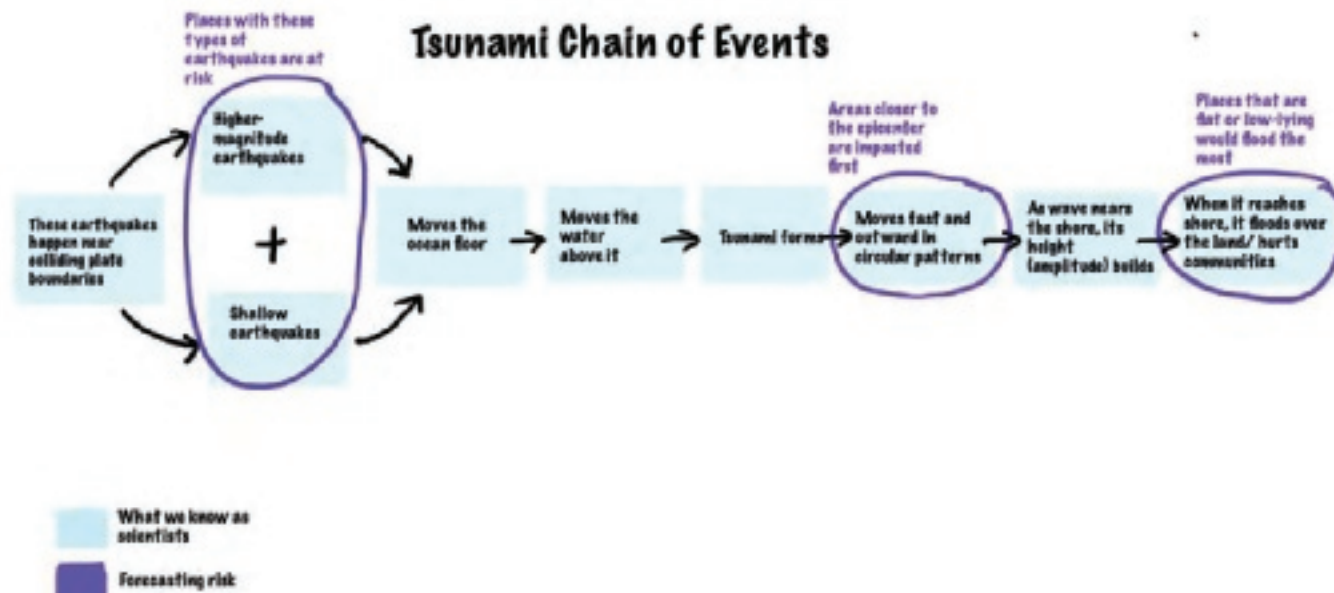 Tsunami Chain of Events
Places with these
types of
earthquakes are at
risk
Higher-
magnitude
earthquakes
+
Shallow
earthquakes
These earthquakes
happen near
colliding plate
boundaries
Moves the
ocean floor
Moves the
water
above it
Tsunami forms
Areas closer to
the epicenter
are impacted
first
Moves fast and
outward in
circular patterns
As wave nears
the shore, its
height
(amplitude) builds
Places that are
flat or low-lying
would flood the
most
When it reaches
shore, it floods over
the land/ hurts
communities
What we know as
scientists
Forecasting risk